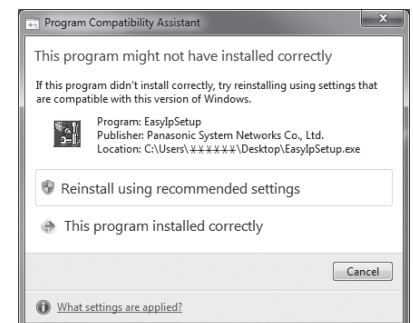 Program Compatibility Assistant
This program might not have installed correctly
If this program didn't install correctly, try reinstalling using settings that
are compatible with this version of Windows.
Program: EasyIpSetup
Publisher: Panasonic System Networks Co., Ltd.
Location: C:\Users\¥¥¥¥¥¥\Desktop\EasyIpSetup.exe
Reinstall using recommended settings
This program installed correctly
Cancel
What settings are applied?